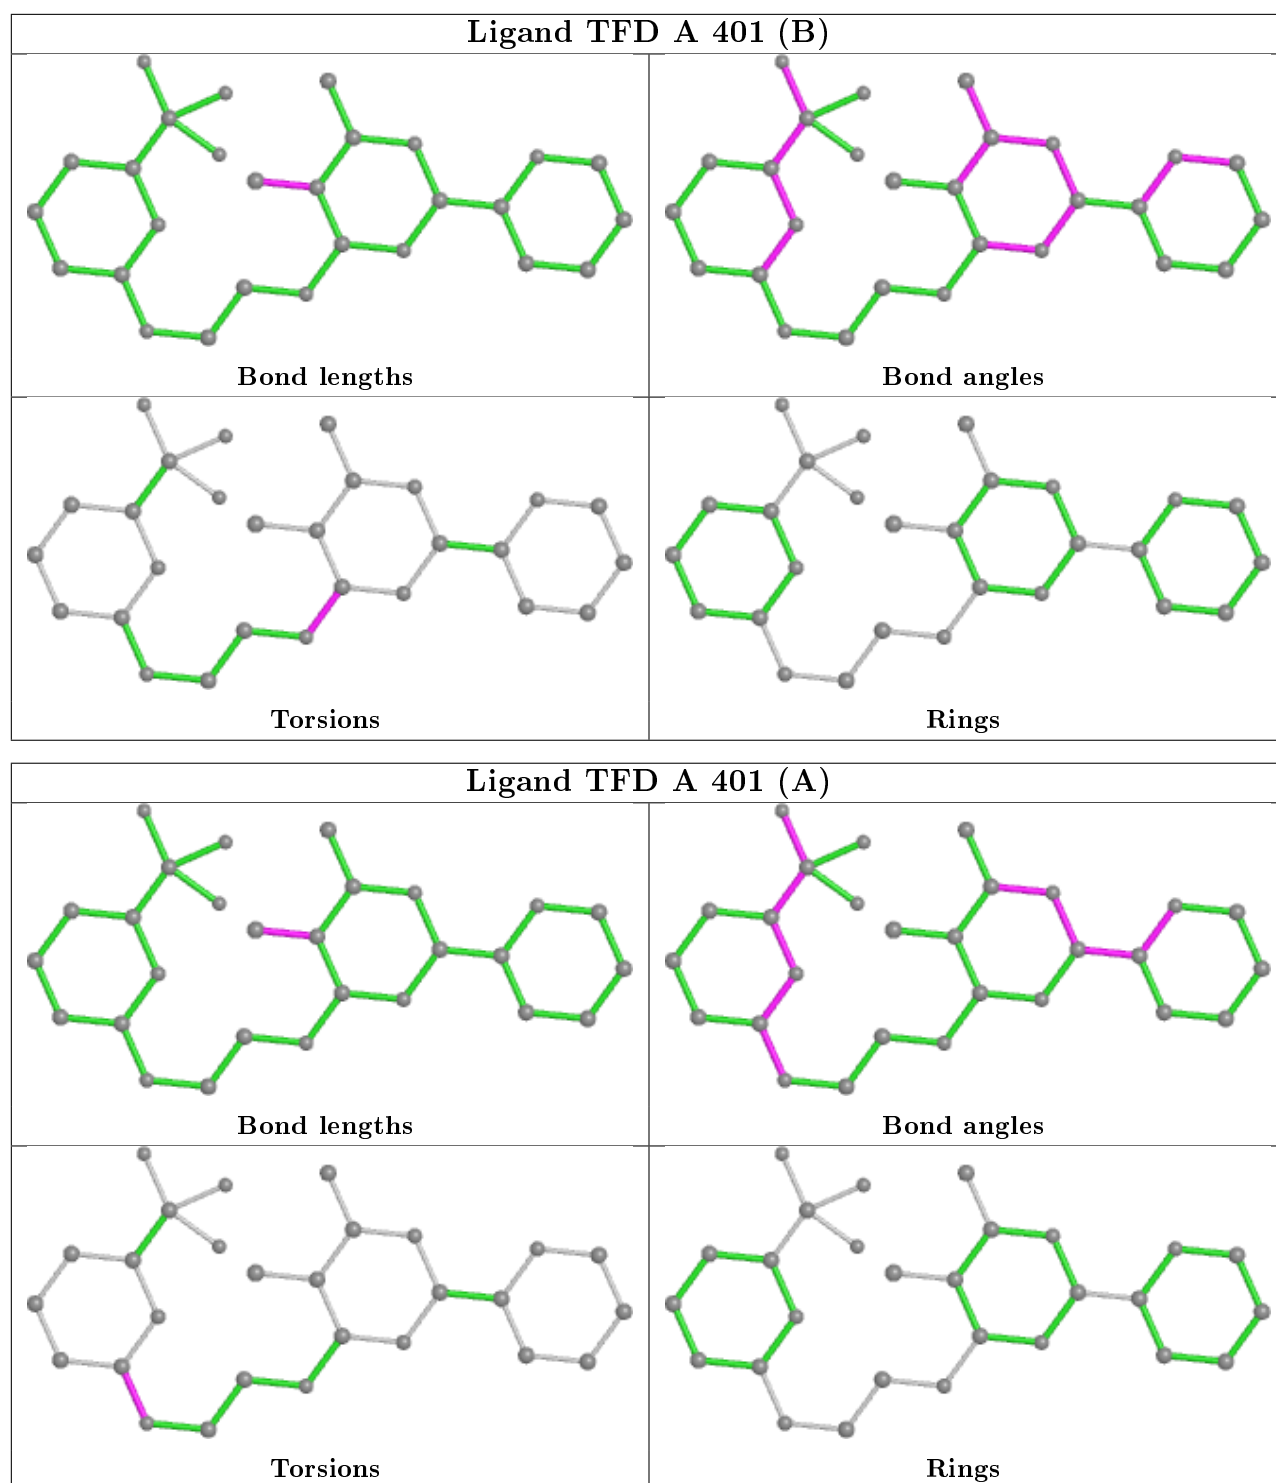 Ligand TFD A 401 (B)
Bond lengths
Bond angles
Torsions
Rings
Ligand TFD A 401 (A)
Bond lengths
Bond angles
Torsions
Rings